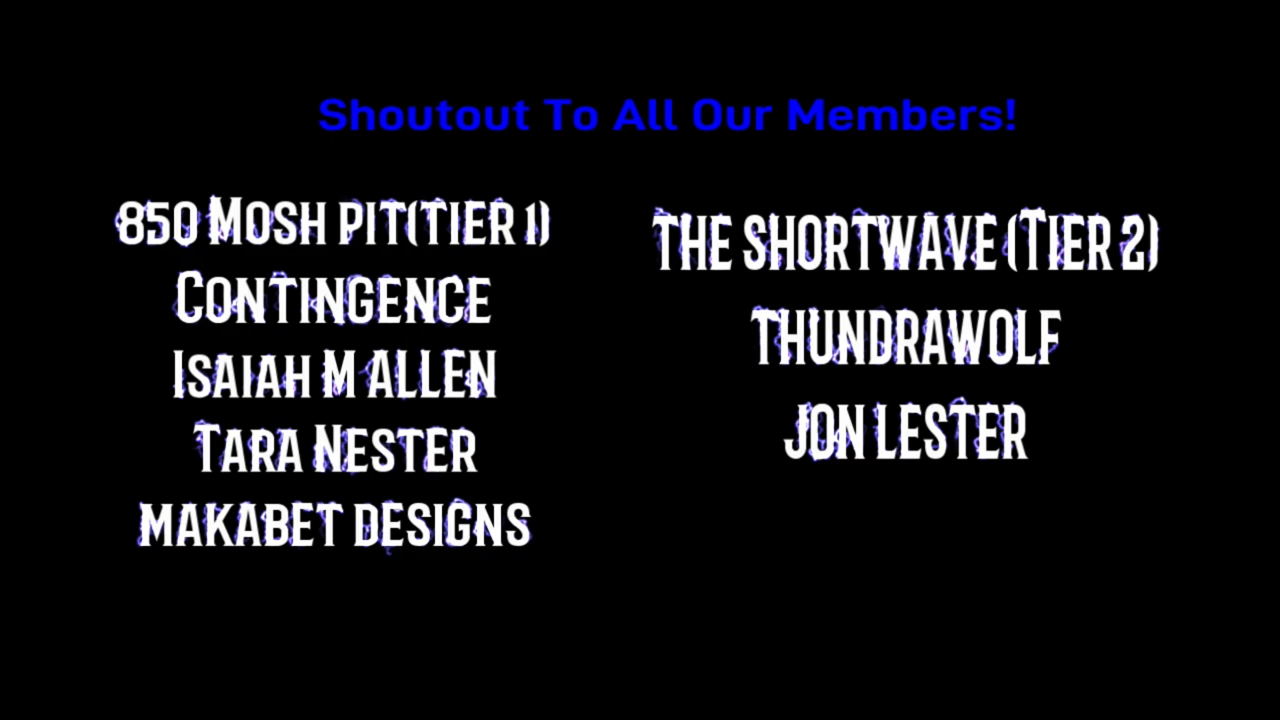 Shoutout To All Our Members!
850 Mosh pit(Tier 1)
Contingence
Isaiah M Allen
Tara Nester
makabet designs
THE SHORTWAVE (Tier 2)
THUNDRAWOLF
JON LESTER